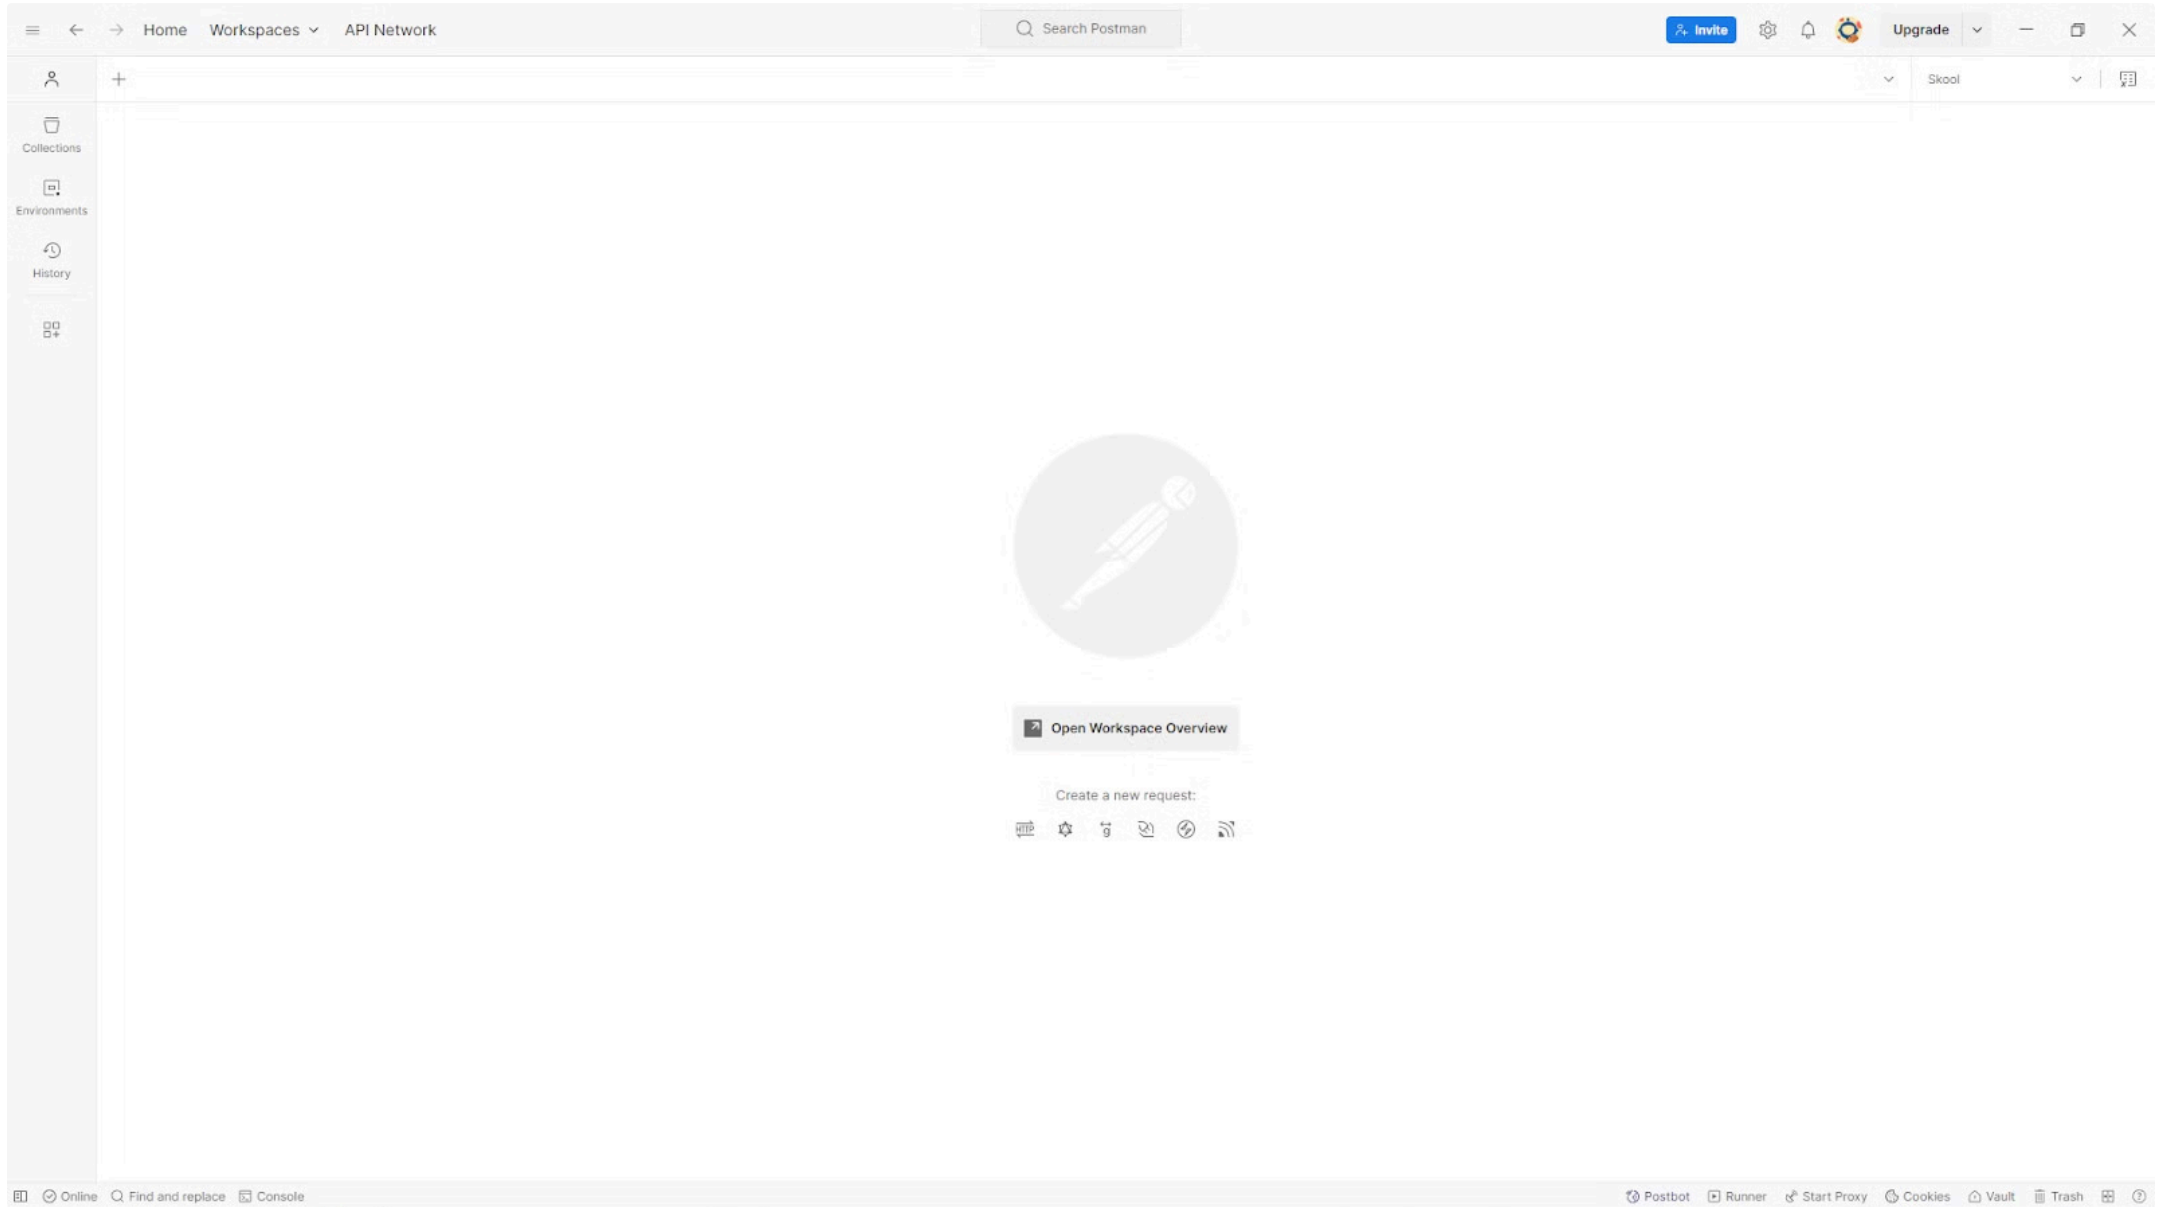 Home Workspaces API Network Search Postman Invite Upgrade
Skool
Collections
Environments
History
Open Workspace Overview
Create a new request:
HTTP
g
Online Find and replace Console Postbot Runner Start Proxy Cookies Vault Trash